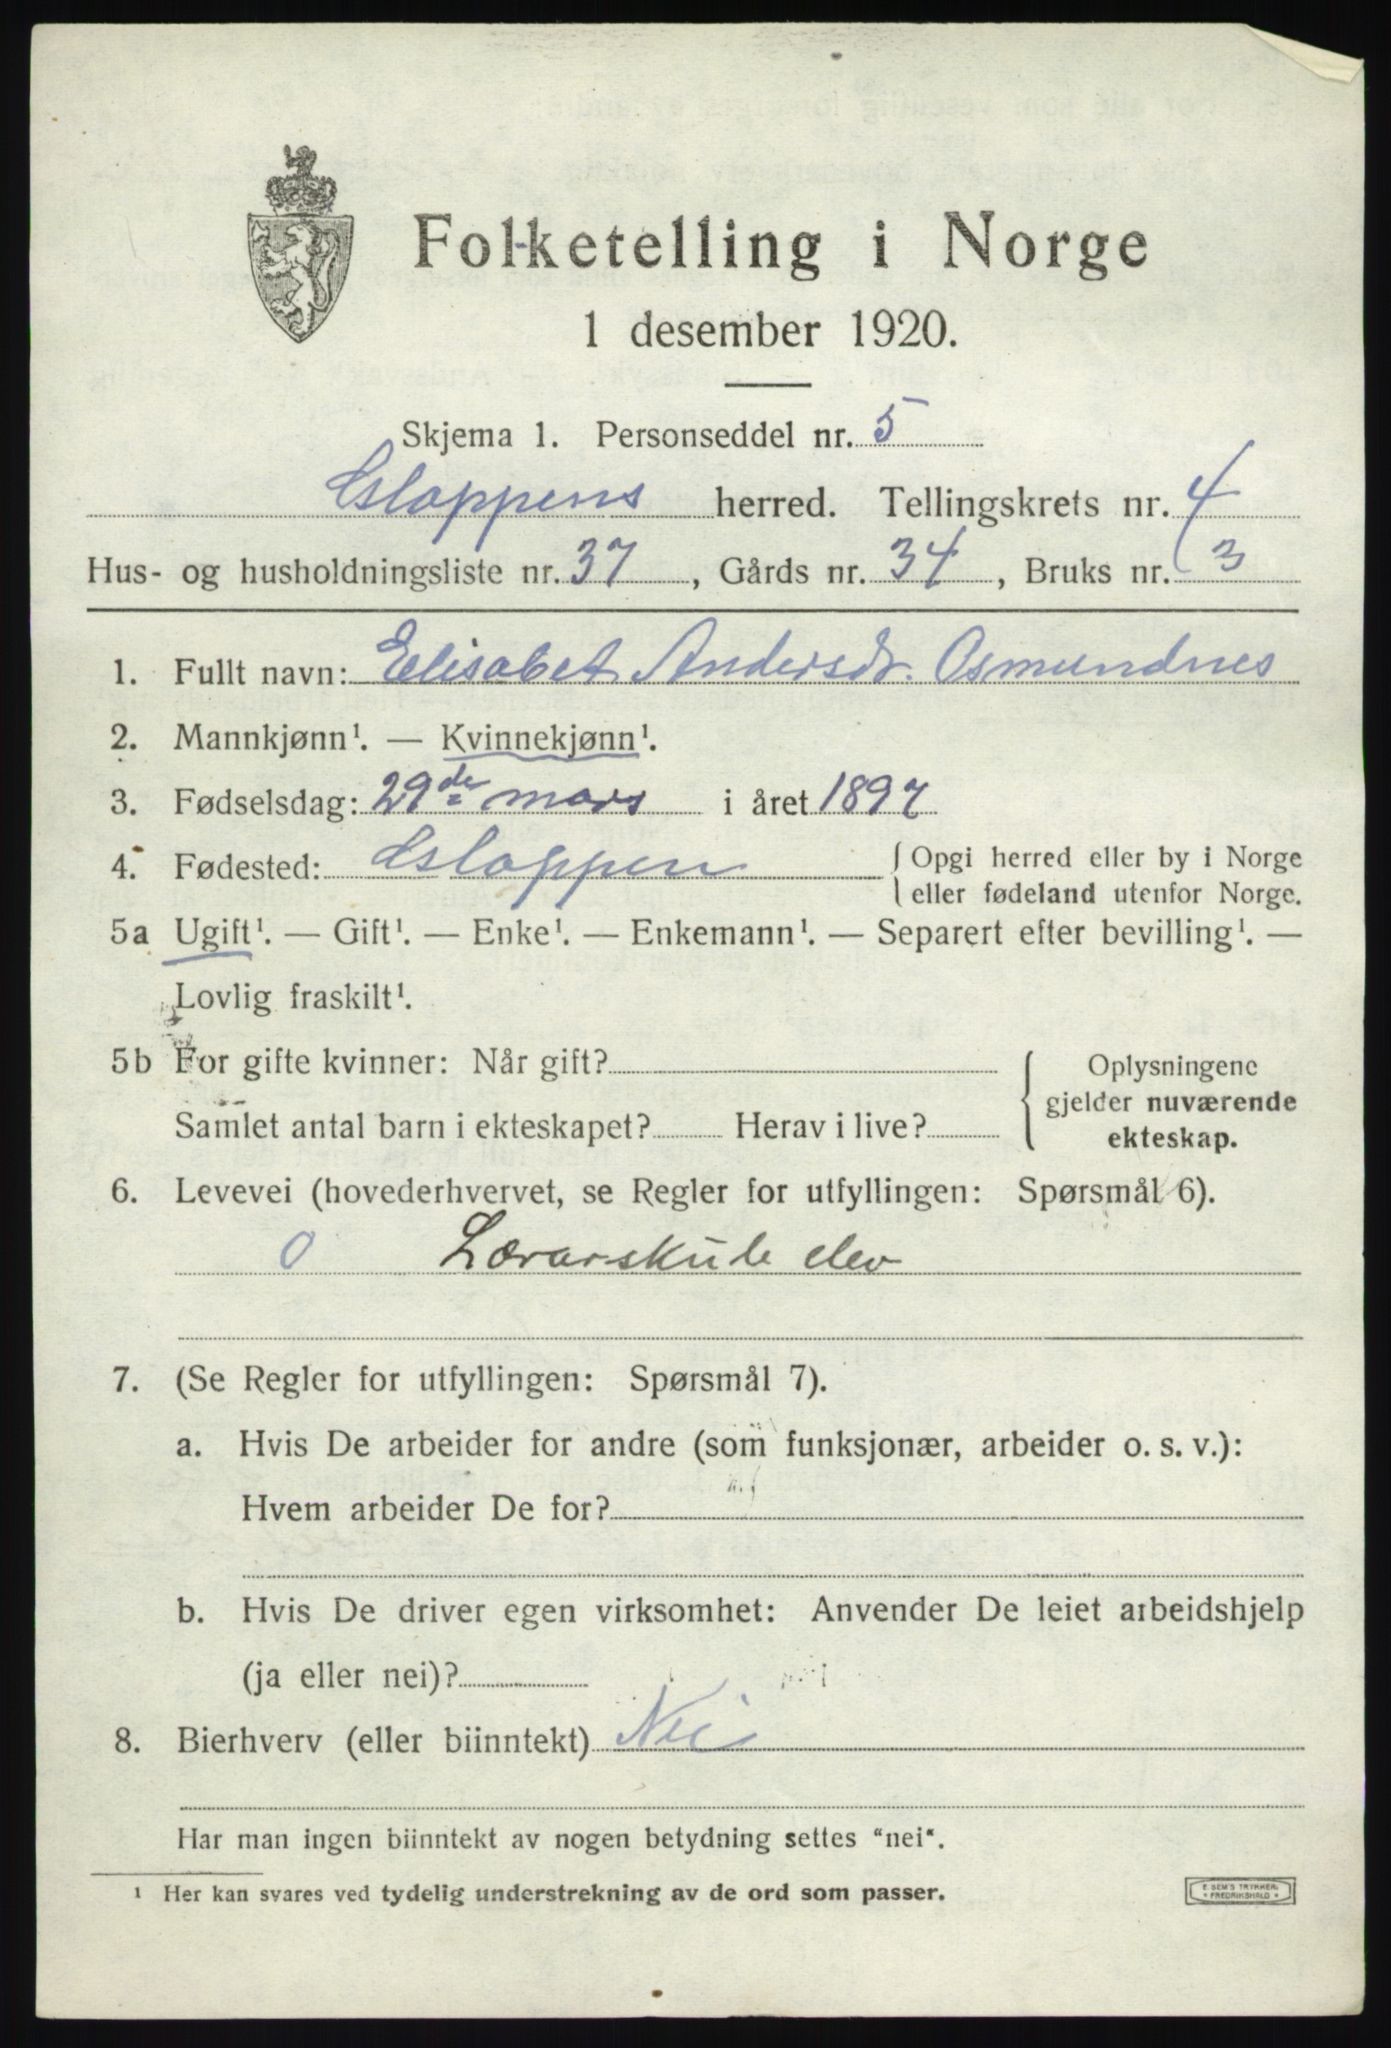 Folketelling i Norge
1 desember 1920.
Skjema 1. Personseddel nr. 5
Gloppens herred. Tellingskrets nr. 4
Hus- og husholdningsliste nr. 37, Gårds nr. 34, Bruks nr. 3
1. Fullt navn: Elisabet Andersdr. Osmundnes
2. Mannkjønn¹. — Kvinnekjønn¹.
3. Fødselsdag: 29de mars i året 1897
4. Fødested: Gloppen { Opgi herred eller by i Norge
eller fødeland utenfor Norge.
5a Ugift¹. — Gift¹. — Enke¹. — Enkemann¹. — Separert efter bevilling¹. —
Lovlig fraskilt¹.
5b For gifte kvinner: Når gift? { Oplysningene
gjelder nuværende
Samlet antal barn i ekteskapet? Herav i live? ekteskap.
6. Levevei (hovederhvervet, se Regler for utfyllingen: Spørsmål 6).
0 Lærarskule elev
7. (Se Regler for utfyllingen: Spørsmål 7).
a. Hvis De arbeider for andre (som funksjonær, arbeider o. s. v.):
Hvem arbeider De for?
b. Hvis De driver egen virksomhet: Anvender De leiet arbeidshjelp
(ja eller nei)?
8. Bierhverv (eller biinntekt) Nei
Har man ingen biinntekt av nogen betydning settes "nei".
¹ Her kan svares ved tydelig understrekning av de ord som passer.
E. SEM'S TRYKKERI
• FREDRIKSHALD •